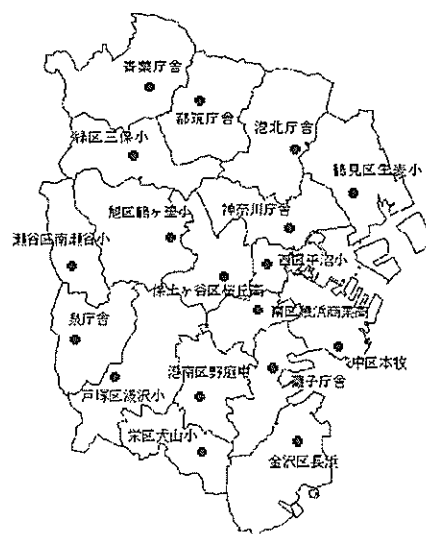 青葉庁舎
都筑庁舎
港北庁舎
緑区三保小
鶴見区生麦小
旭区鶴ヶ峯小
神奈川庁舎
瀬谷区南瀬谷小
西区平沼小
保土ヶ谷区桜丘高
南区横浜商業高
泉庁舎
中区本牧
港南区野庭中
磯子庁舎
戸塚区汲沢小
栄区犬山小
金沢区長浜